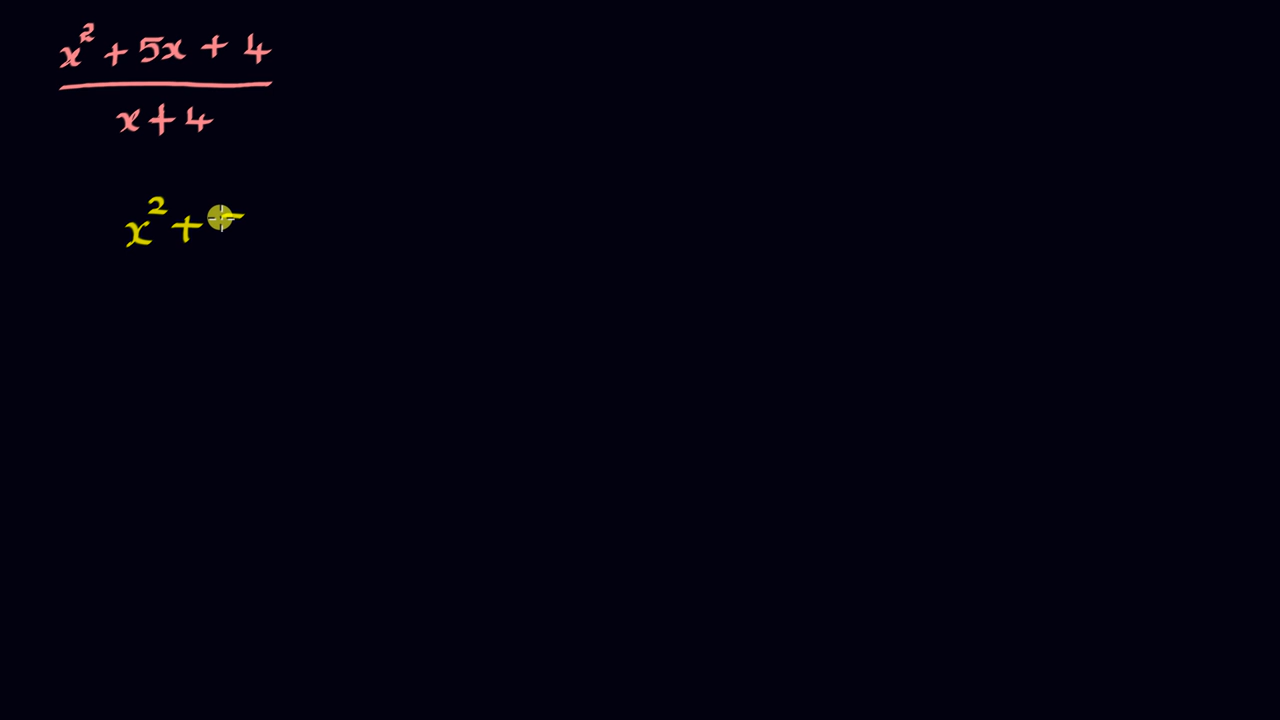 x² + 5x + 4
x + 4
x² +